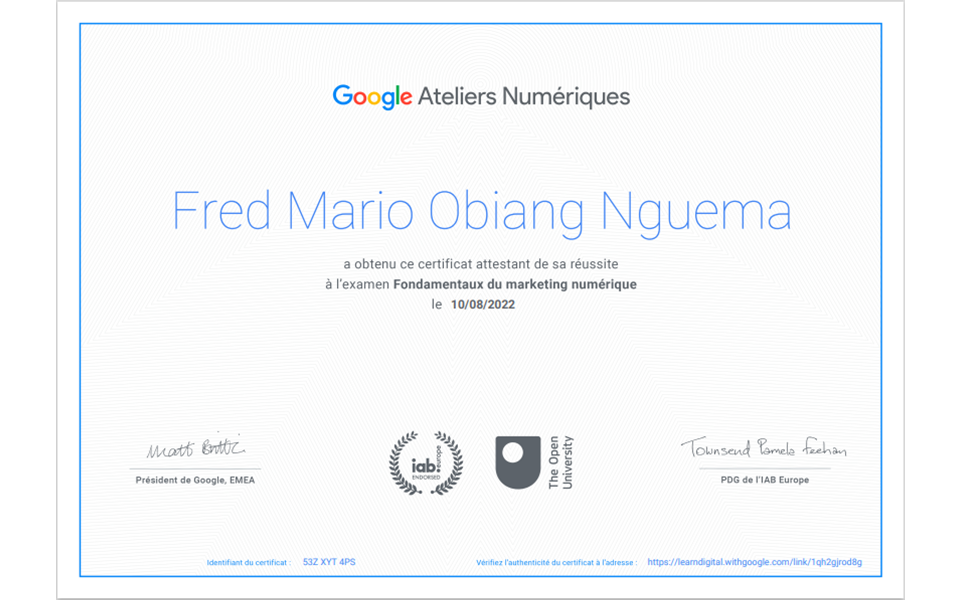 Google Ateliers Numériques
Fred Mario Obiang Nguema
a obtenu ce certificat attestant de sa réussite
à l'examen Fondamentaux du marketing numérique
le 10/08/2022
Matt Brittin
Townsend Pamela Feehan
Président de Google, EMEA
iab.europe
ENDORSED
The Open
University
PDG de l'IAB Europe
Identifiant du certificat : 53Z XYT 4PS
Vérifiez l'authenticité du certificat à l'adresse : https://learndigital.withgoogle.com/link/1qh2gjrod8g